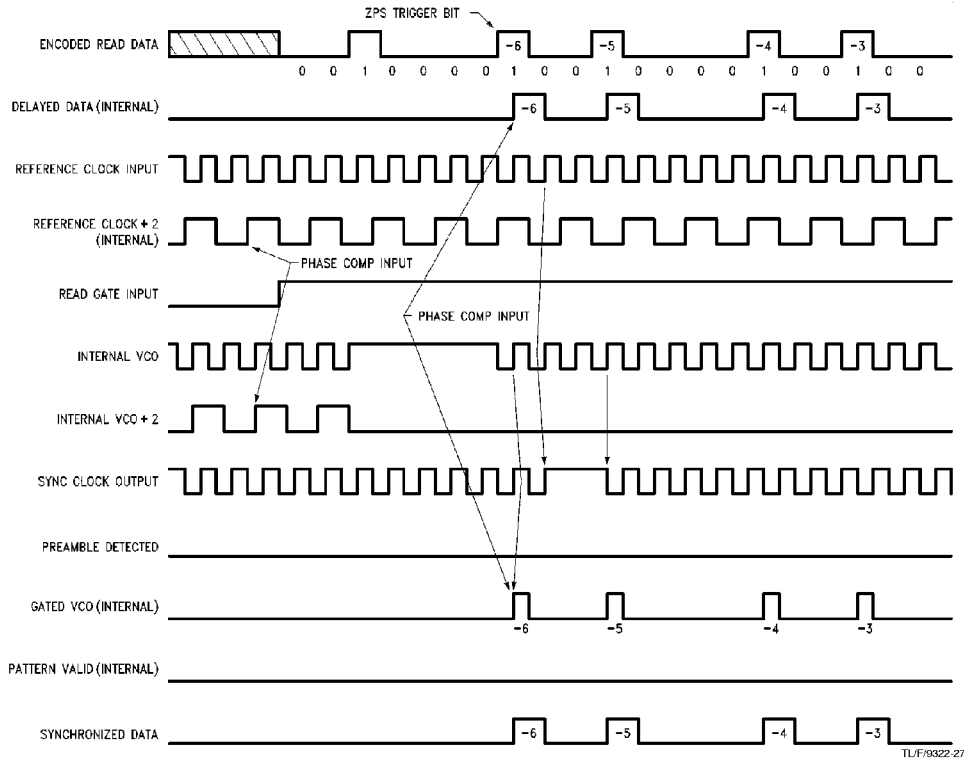 ZPS TRIGGER BIT
ENCODED READ DATA
-6 -5 -4 -3
0 0 1 0 0 0 0 1 0 0 1 0 0 0 0 1 0 0 1 0 0
DELAYED DATA (INTERNAL)
-6 -5 -4 -3
REFERENCE CLOCK INPUT
REFERENCE CLOCK+2
(INTERNAL)
PHASE COMP INPUT
READ GATE INPUT
PHASE COMP INPUT
INTERNAL VCO
INTERNAL VCO+2
SYNC CLOCK OUTPUT
PREAMBLE DETECTED
GATED VCO (INTERNAL)
-6 -5 -4 -3
PATTERN VALID (INTERNAL)
SYNCHRONIZED DATA
-6 -5 -4 -3
TL/F/9322-27